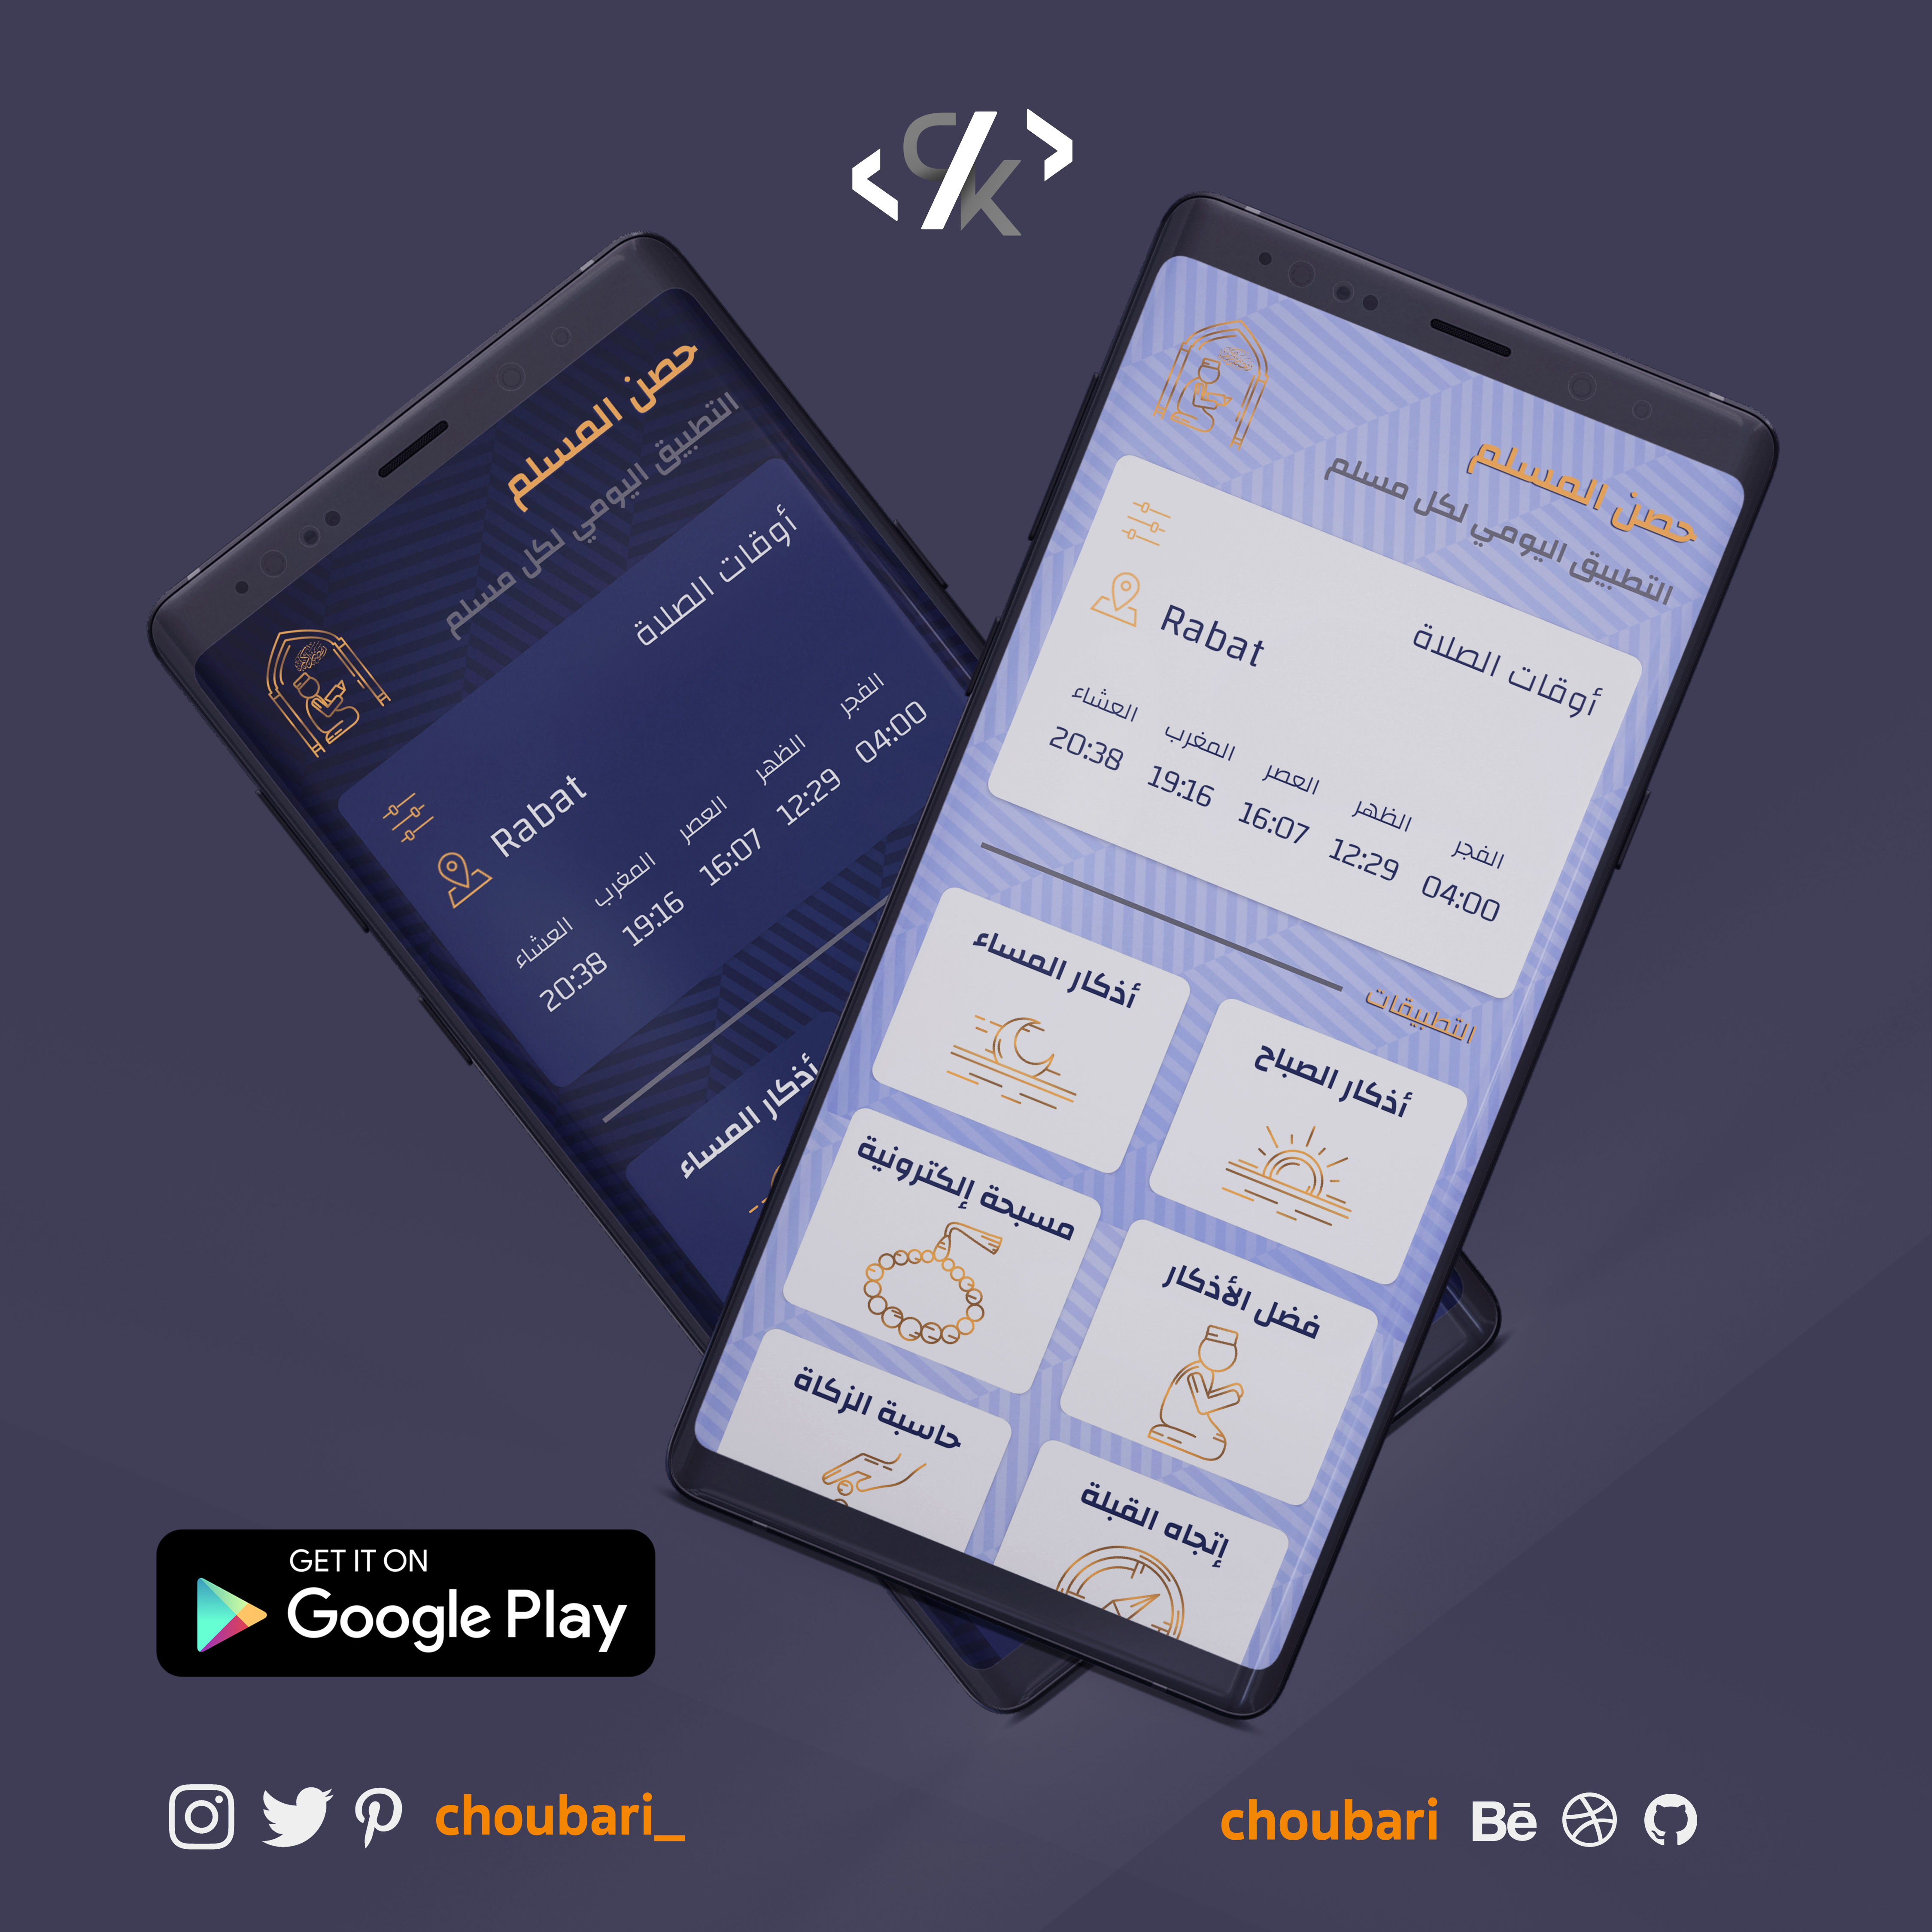 <CK/>
حصن المسلم
التطبيق اليومي لكل مسلم
أوقات الصلاة
Rabat
الفجر الظهر العصر المغرب العشاء
04:00 12:29 16:07 19:16 20:38
أذكار المساء
حصن المسلم
التطبيق اليومي لكل مسلم
أوقات الصلاة
Rabat
الفجر الظهر العصر المغرب العشاء
04:00 12:29 16:07 19:16 20:38
التطبيقات
أذكار الصباح
أذكار المساء
فضل الأذكار
مسبحة إلكترونية
إتجاه القبلة
حاسبة الزكاة
GET IT ON
Google Play
choubari_
choubari Bē